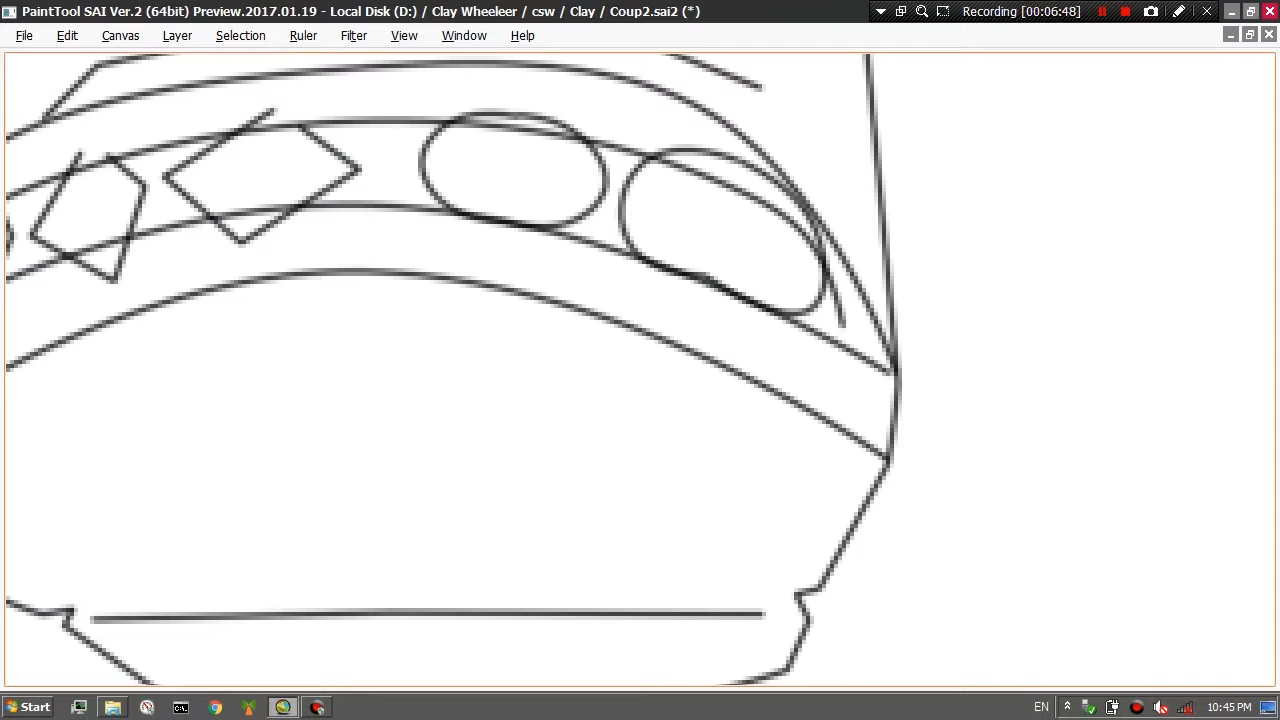 PaintTool SAI Ver.2 (64bit) Preview.2017.01.19 - Local Disk (D:) / Clay Wheeleer / csw / Clay / Coup2.sai2 (*)
Recording [00:06:48]
File Edit Canvas Layer Selection Ruler Filter View Window Help
Start EN 10:45 PM